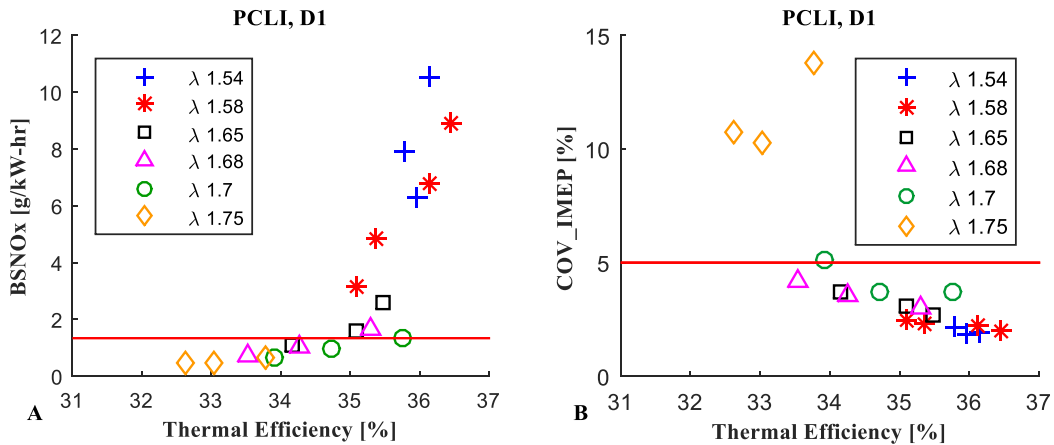 PCLI, D1
12
10
8
6
4
2
0
31
32
33
34
35
36
37
BSNOx [g/kW-hr]
Thermal Efficiency [%]
λ 1.54
λ 1.58
λ 1.65
λ 1.68
λ 1.7
λ 1.75
A
PCLI, D1
15
10
5
0
31
32
33
34
35
36
37
COV_IMEP [%]
Thermal Efficiency [%]
λ 1.54
λ 1.58
λ 1.65
λ 1.68
λ 1.7
λ 1.75
B